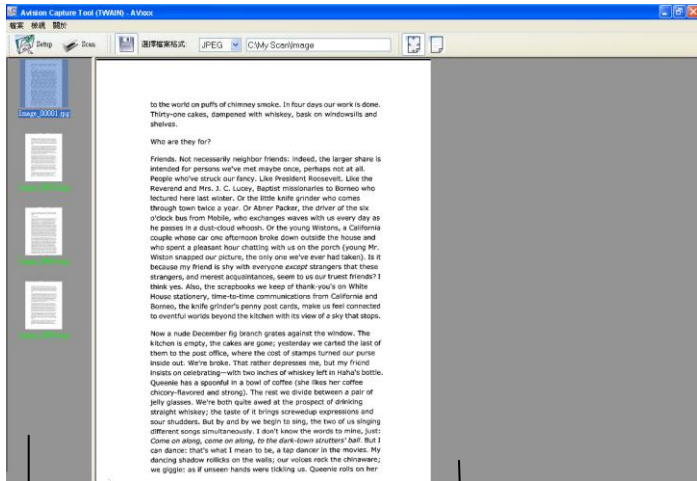 Avision Capture Tool (TWAIN) - AVxxx
檔案 檢視 關於
Setup Scan 選擇檔案格式: JPEG C:\My Scan\Image
Image_00001.jpg
to the world on puffs of chimney smoke. In four days our work is done.
Thirty-one cakes, dampened with whiskey, bask on windowsills and
shelves.
Who are they for?
Friends. Not necessarily neighbor friends: indeed, the larger share is
intended for persons we've met maybe once, perhaps not at all.
People who've struck our fancy. Like President Roosevelt. Like the
Reverend and Mrs. J. C. Lucey, Baptist missionaries to Borneo who
lectured here last winter. Or the little knife grinder who comes
through town twice a year. Or Abner Packer, the driver of the six
o'clock bus from Mobile, who exchanges waves with us every day as
he passes in a dust-cloud whoosh. Or the young Wistons, a California
couple whose car one afternoon broke down outside the house and
who spent a pleasant hour chatting with us on the porch (young Mr.
Wiston snapped our picture, the only one we've ever had taken). Is it
because my friend is shy with everyone except strangers that these
strangers, and merest acquaintances, seem to us our truest friends? I
think yes. Also, the scrapbooks we keep of thank-you's on White
House stationery, time-to-time communications from California and
Borneo, the knife grinder's penny post cards, make us feel connected
to eventful worlds beyond the kitchen with its view of a sky that stops.
Now a nude December fig branch grates against the window. The
kitchen is empty, the cakes are gone; yesterday we carted the last of
them to the post office, where the cost of stamps turned our purse
inside out. We're broke. That rather depresses me, but my friend
insists on celebrating—with two inches of whiskey left in Haha's bottle.
Queenie has a spoonful in a bowl of coffee (she likes her coffee
chicory-flavored and strong). The rest we divide between a pair of
jelly glasses. We're both quite awed at the prospect of drinking
straight whiskey; the taste of it brings screwedup expressions and
sour shudders. But by and by we begin to sing, the two of us singing
different songs simultaneously. I don't know the words to mine, just:
Come on along, come on along, to the dark-town strutters' ball. But I
can dance: that's what I mean to be, a tap dancer in the movies. My
dancing shadow rollicks on the walls; our voices rock the chinaware;
we giggle: as if unseen hands were tickling us. Queenie rolls on her